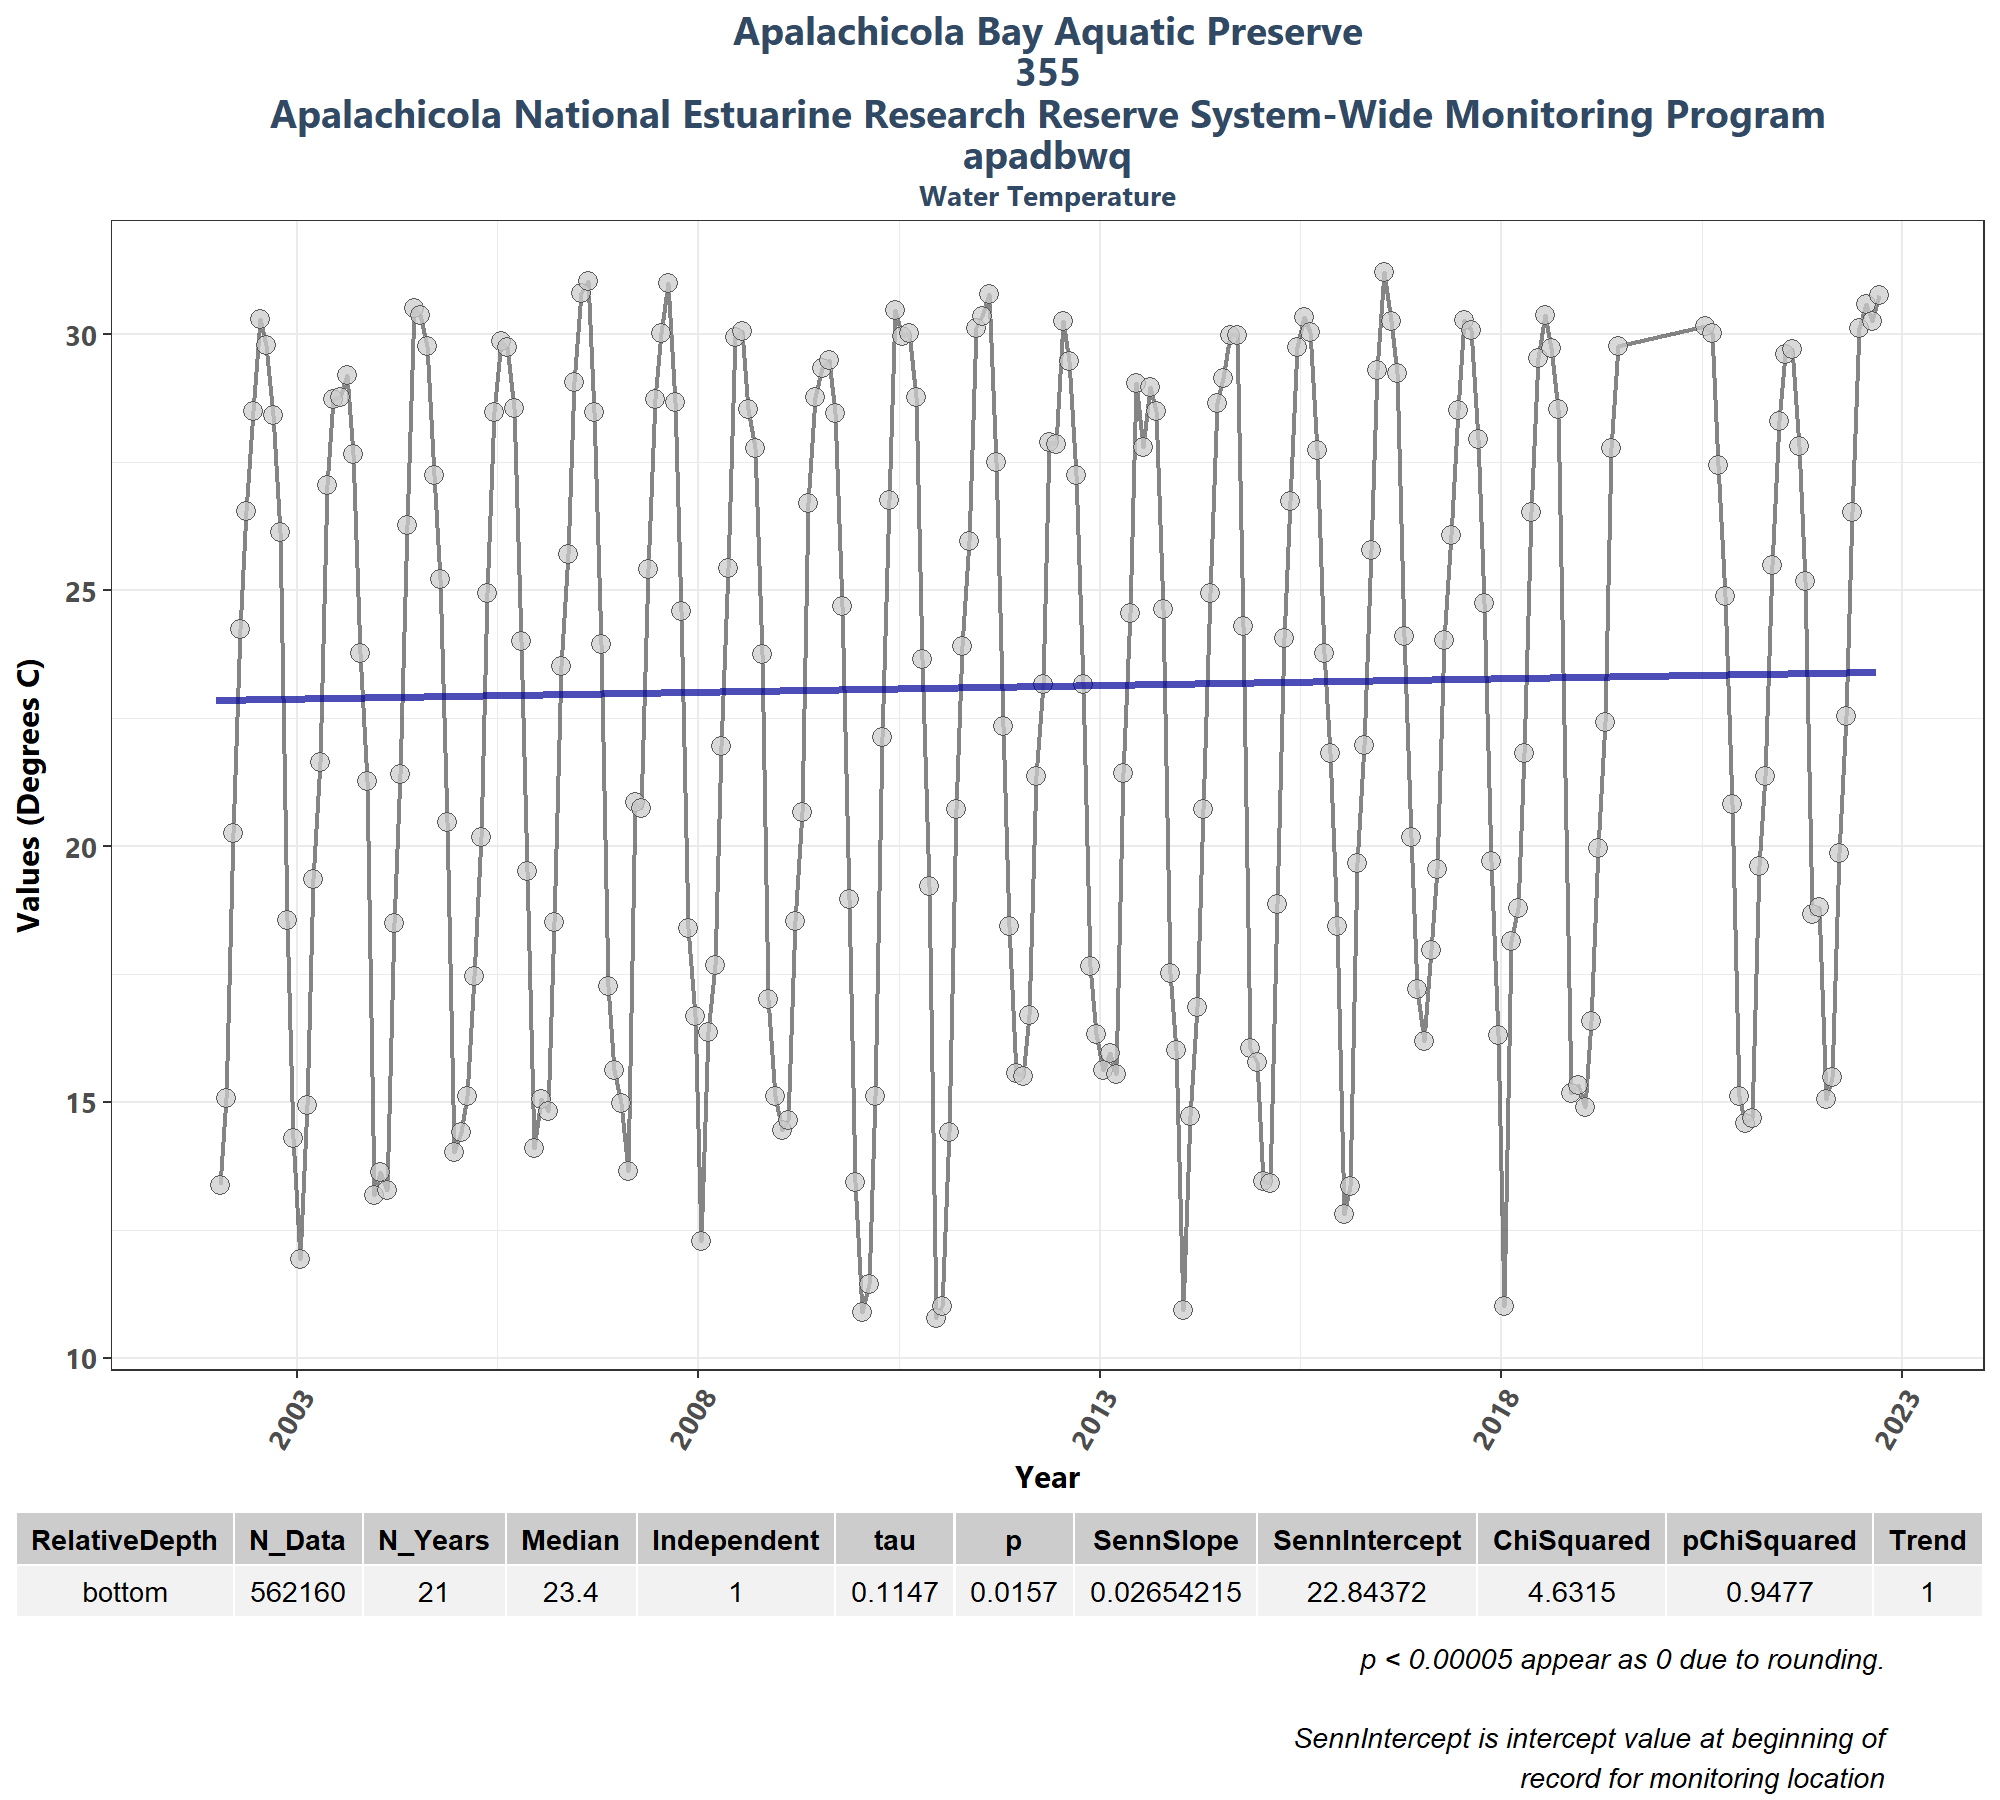 Apalachicola Bay Aquatic Preserve
355
Apalachicola National Estuarine Research Reserve System-Wide Monitoring Program
apadbwq
Water Temperature
Values (Degrees C)
30
25
20
15
10
2003 2008 2013 2018 2023
Year
RelativeDepth N_Data N_Years Median Independent tau p SennSlope SennIntercept ChiSquared pChiSquared Trend
bottom 562160 21 23.4 1 0.1147 0.0157 0.02654215 22.84372 4.6315 0.9477 1
p < 0.00005 appear as 0 due to rounding.
SennIntercept is intercept value at beginning of
record for monitoring location